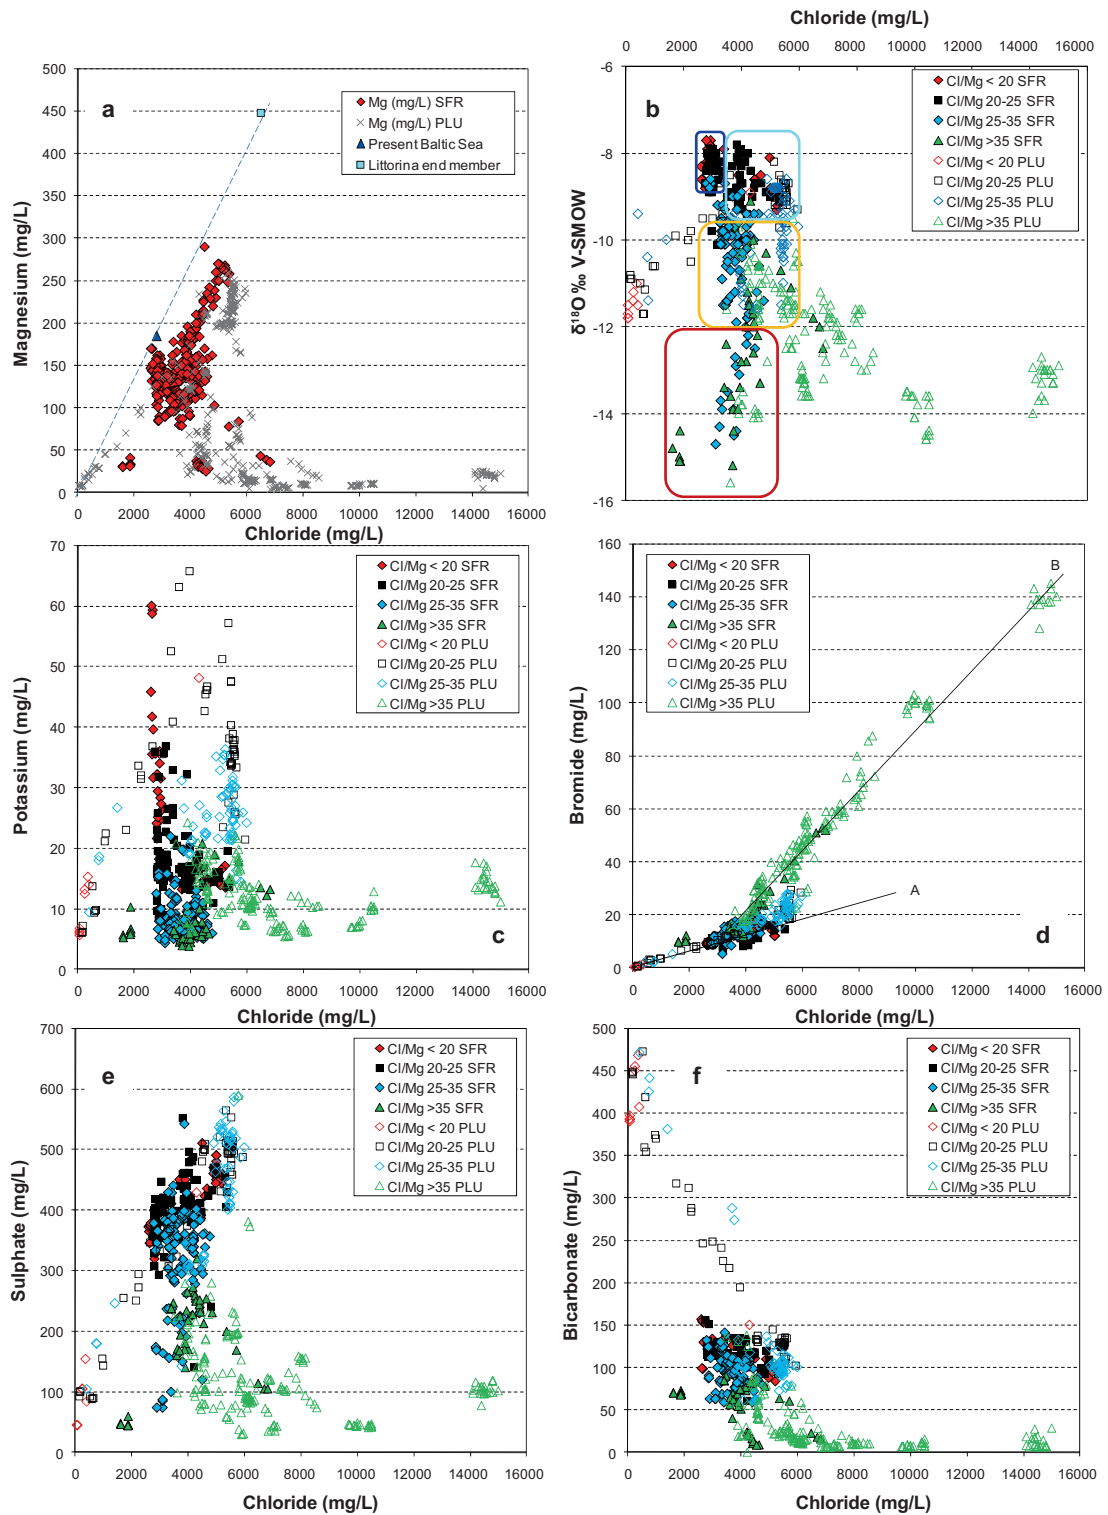 a
500
450
400
350
300
250
200
150
100
50
0
Magnesium (mg/L)
Mg (mg/L) SFR
Mg (mg/L) PLU
Present Baltic Sea
Littorina end member
0 2000 4000 6000 8000 10000 12000 14000 16000
Chloride (mg/L)
Chloride (mg/L)
0 2000 4000 6000 8000 10000 12000 14000 16000
b
-6
-8
-10
-12
-14
-16
δ¹⁸O ‰ V-SMOW
Cl/Mg < 20 SFR
Cl/Mg 20-25 SFR
Cl/Mg 25-35 SFR
Cl/Mg >35 SFR
Cl/Mg < 20 PLU
Cl/Mg 20-25 PLU
Cl/Mg 25-35 PLU
Cl/Mg >35 PLU
70
60
50
40
30
20
10
0
Potassium (mg/L)
Cl/Mg < 20 SFR
Cl/Mg 20-25 SFR
Cl/Mg 25-35 SFR
Cl/Mg >35 SFR
Cl/Mg < 20 PLU
Cl/Mg 20-25 PLU
Cl/Mg 25-35 PLU
Cl/Mg >35 PLU
c
0 2000 4000 6000 8000 10000 12000 14000 16000
Chloride (mg/L)
160
140
120
100
80
60
40
20
0
Bromide (mg/L)
Cl/Mg < 20 SFR
Cl/Mg 20-25 SFR
Cl/Mg 25-35 SFR
Cl/Mg >35 SFR
Cl/Mg < 20 PLU
Cl/Mg 20-25 PLU
Cl/Mg 25-35 PLU
Cl/Mg >35 PLU
B
A
d
0 2000 4000 6000 8000 10000 12000 14000 16000
Chloride (mg/L)
e
700
600
500
400
300
200
100
0
Sulphate (mg/L)
Cl/Mg < 20 SFR
Cl/Mg 20-25 SFR
Cl/Mg 25-35 SFR
Cl/Mg >35 SFR
Cl/Mg < 20 PLU
Cl/Mg 20-25 PLU
Cl/Mg 25-35 PLU
Cl/Mg >35 PLU
0 2000 4000 6000 8000 10000 12000 14000 16000
Chloride (mg/L)
f
500
450
400
350
300
250
200
150
100
50
0
Bicarbonate (mg/L)
Cl/Mg < 20 SFR
Cl/Mg 20-25 SFR
Cl/Mg 25-35 SFR
Cl/Mg >35 SFR
Cl/Mg < 20 PLU
Cl/Mg 20-25 PLU
Cl/Mg 25-35 PLU
Cl/Mg >35 PLU
0 2000 4000 6000 8000 10000 12000 14000 16000
Chloride (mg/L)